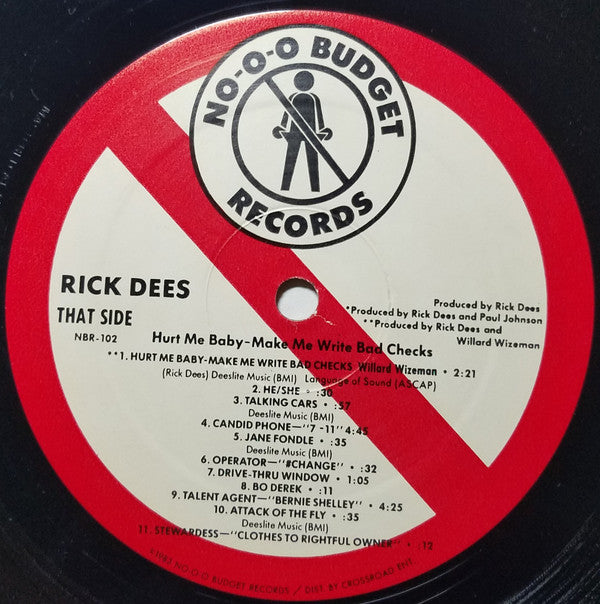 NO-O-O BUDGET
RECORDS
RICK DEES
THAT SIDE
NBR-102
Produced by Rick Dees
*Produced by Rick Dees and Paul Johnson
**Produced by Rick Dees and
Willard Wizeman
Hurt Me Baby-Make Me Write Bad Checks
**1. HURT ME BABY-MAKE ME WRITE BAD CHECKS Willard Wizeman • 2:21
(Rick Dees) Deeslite Music (BMI) Language of Sound (ASCAP)
2. HE/SHE • :30
3. TALKING CARS • :57
Deeslite Music (BMI)
4. CANDID PHONE—"7-11" 4:45
5. JANE FONDLE • :35
Deeslite Music (BMI)
6. OPERATOR—"#CHANGE" • :32
7. DRIVE-THRU WINDOW • 1:05
8. BO DEREK • :11
9. TALENT AGENT—"BERNIE SHELLEY" • 4:25
10. ATTACK OF THE FLY • :35
Deeslite Music (BMI)
11. STEWARDESS—"CLOTHES TO RIGHTFUL OWNER" • :12
NO-O-O BUDGET RECORDS / DIST. BY CROSSROAD ENT.